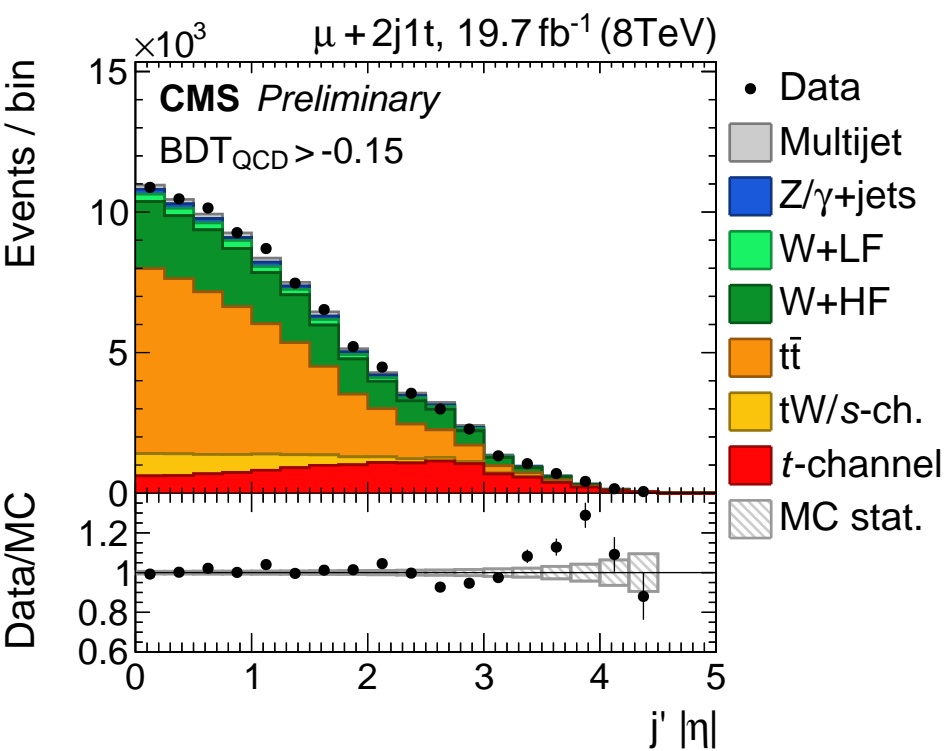 ×10³
μ + 2j1t, 19.7 fb⁻¹ (8TeV)
Events / bin
15
10
5
0
CMS Preliminary
BDT_QCD > -0.15
Data
Multijet
Z/γ+jets
W+LF
W+HF
tt̄
tW/s-ch.
t-channel
MC stat.
Data/MC
1.2
1
0.8
0.6
0 1 2 3 4 5
j' |η|